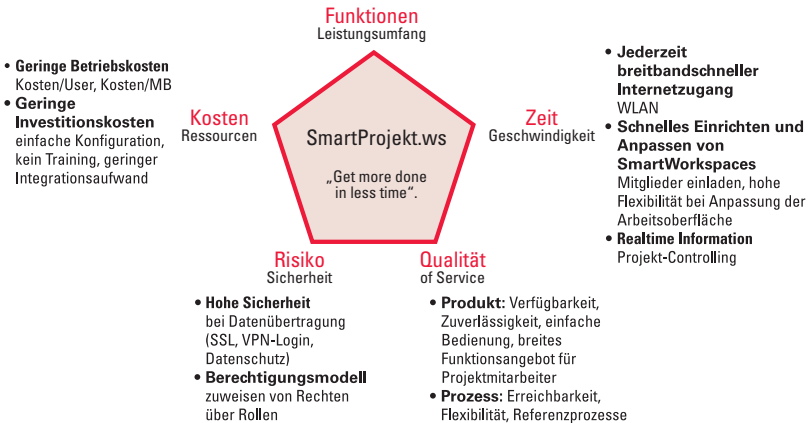 Funktionen
Leistungsumfang
• Geringe Betriebskosten
Kosten/User, Kosten/MB
• Geringe
Investitionskosten
einfache Konfiguration,
kein Training, geringer
Integrationsaufwand
Kosten
Ressourcen
SmartProjekt.ws
„Get more done
in less time“.
Zeit
Geschwindigkeit
• Jederzeit
breitbandschneller
Internetzugang
WLAN
• Schnelles Einrichten und
Anpassen von
SmartWorkspaces
Mitglieder einladen, hohe
Flexibilität bei Anpassung der
Arbeitsoberfläche
• Realtime Information
Projekt-Controlling
Risiko
Sicherheit
• Hohe Sicherheit
bei Datenübertragung
(SSL, VPN-Login,
Datenschutz)
• Berechtigungsmodell
zuweisen von Rechten
über Rollen
Qualität
of Service
• Produkt: Verfügbarkeit,
Zuverlässigkeit, einfache
Bedienung, breites
Funktionsangebot für
Projektmitarbeiter
• Prozess: Erreichbarkeit,
Flexibilität, Referenzprozesse